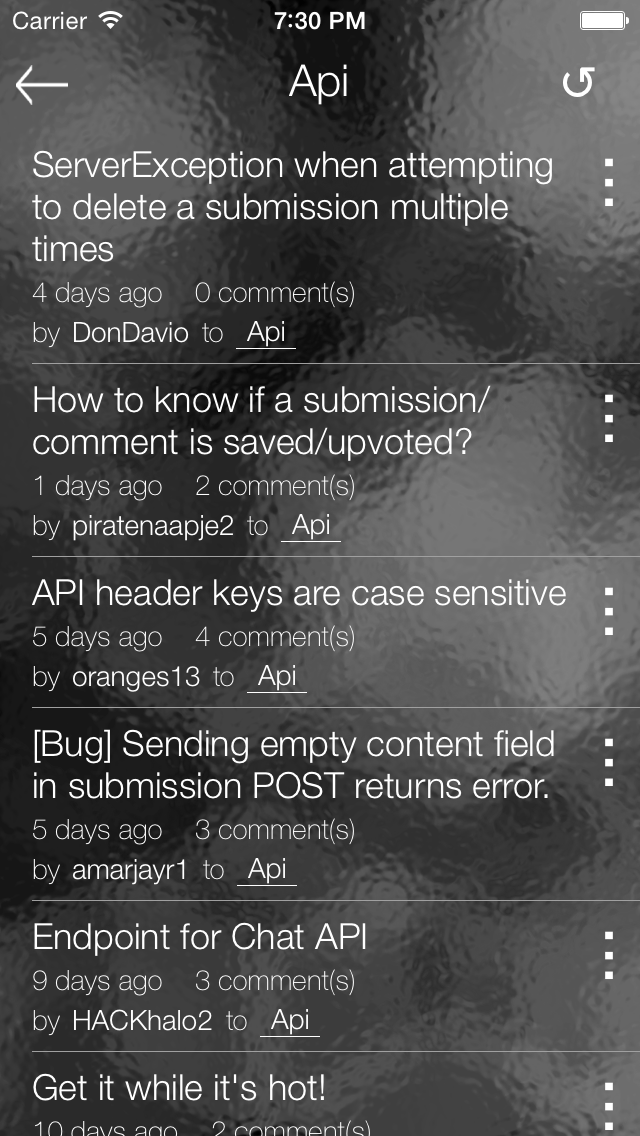 Carrier 7:30 PM
Api
ServerException when attempting
to delete a submission multiple
times
4 days ago 0 comment(s)
by DonDavio to Api
How to know if a submission/
comment is saved/upvoted?
1 days ago 2 comment(s)
by piratenaapje2 to Api
API header keys are case sensitive
5 days ago 4 comment(s)
by oranges13 to Api
[Bug] Sending empty content field
in submission POST returns error.
5 days ago 3 comment(s)
by amarjayr1 to Api
Endpoint for Chat API
9 days ago 3 comment(s)
by HACKhalo2 to Api
Get it while it's hot!
10 days ago 2 comment(s)